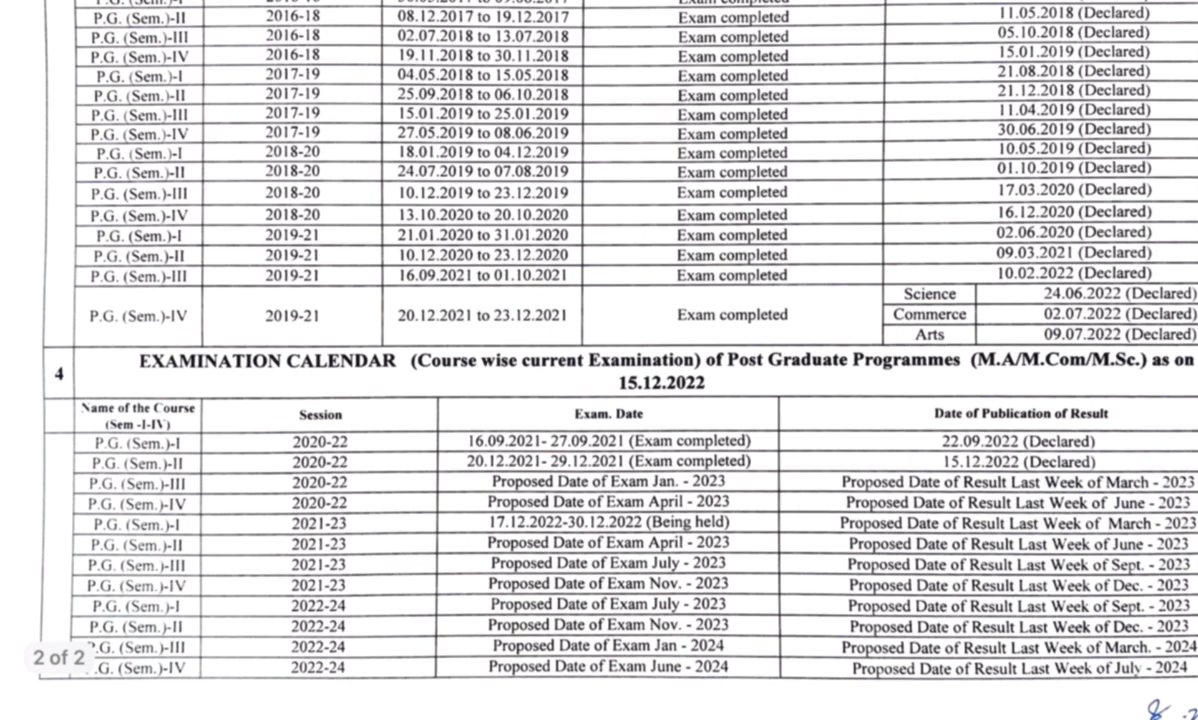 P.G. (Sem.)-II 2016-18 08.12.2017 to 19.12.2017 Exam completed 11.05.2018 (Declared)
P.G. (Sem.)-III 2016-18 02.07.2018 to 13.07.2018 Exam completed 05.10.2018 (Declared)
P.G. (Sem.)-IV 2016-18 19.11.2018 to 30.11.2018 Exam completed 15.01.2019 (Declared)
P.G. (Sem.)-I 2017-19 04.05.2018 to 15.05.2018 Exam completed 21.08.2018 (Declared)
P.G. (Sem.)-II 2017-19 25.09.2018 to 06.10.2018 Exam completed 21.12.2018 (Declared)
P.G. (Sem.)-III 2017-19 15.01.2019 to 25.01.2019 Exam completed 11.04.2019 (Declared)
P.G. (Sem.)-IV 2017-19 27.05.2019 to 08.06.2019 Exam completed 30.06.2019 (Declared)
P.G. (Sem.)-I 2018-20 18.01.2019 to 04.12.2019 Exam completed 10.05.2019 (Declared)
P.G. (Sem.)-II 2018-20 24.07.2019 to 07.08.2019 Exam completed 01.10.2019 (Declared)
P.G. (Sem.)-III 2018-20 10.12.2019 to 23.12.2019 Exam completed 17.03.2020 (Declared)
P.G. (Sem.)-IV 2018-20 13.10.2020 to 20.10.2020 Exam completed 16.12.2020 (Declared)
P.G. (Sem.)-I 2019-21 21.01.2020 to 31.01.2020 Exam completed 02.06.2020 (Declared)
P.G. (Sem.)-II 2019-21 10.12.2020 to 23.12.2020 Exam completed 09.03.2021 (Declared)
P.G. (Sem.)-III 2019-21 16.09.2021 to 01.10.2021 Exam completed 10.02.2022 (Declared)
Science 24.06.2022 (Declared)
P.G. (Sem.)-IV 2019-21 20.12.2021 to 23.12.2021 Exam completed Commerce 02.07.2022 (Declared)
Arts 09.07.2022 (Declared)
4 EXAMINATION CALENDAR (Course wise current Examination) of Post Graduate Programmes (M.A/M.Com/M.Sc.) as on
15.12.2022
Name of the Course
(Sem -I-IV) Session Exam. Date Date of Publication of Result
P.G. (Sem.)-I 2020-22 16.09.2021- 27.09.2021 (Exam completed) 22.09.2022 (Declared)
P.G. (Sem.)-II 2020-22 20.12.2021- 29.12.2021 (Exam completed) 15.12.2022 (Declared)
P.G. (Sem.)-III 2020-22 Proposed Date of Exam Jan. - 2023 Proposed Date of Result Last Week of March - 2023
P.G. (Sem.)-IV 2020-22 Proposed Date of Exam April - 2023 Proposed Date of Result Last Week of June - 2023
P.G. (Sem.)-I 2021-23 17.12.2022-30.12.2022 (Being held) Proposed Date of Result Last Week of March - 2023
P.G. (Sem.)-II 2021-23 Proposed Date of Exam April - 2023 Proposed Date of Result Last Week of June - 2023
P.G. (Sem.)-III 2021-23 Proposed Date of Exam July - 2023 Proposed Date of Result Last Week of Sept. - 2023
P.G. (Sem.)-IV 2021-23 Proposed Date of Exam Nov. - 2023 Proposed Date of Result Last Week of Dec. - 2023
P.G. (Sem.)-I 2022-24 Proposed Date of Exam July - 2023 Proposed Date of Result Last Week of Sept. - 2023
P.G. (Sem.)-II 2022-24 Proposed Date of Exam Nov. - 2023 Proposed Date of Result Last Week of Dec. - 2023
.G. (Sem.)-III 2022-24 Proposed Date of Exam Jan - 2024 Proposed Date of Result Last Week of March. - 2024
2 of 2
.G. (Sem.)-IV 2022-24 Proposed Date of Exam June - 2024 Proposed Date of Result Last Week of July - 2024